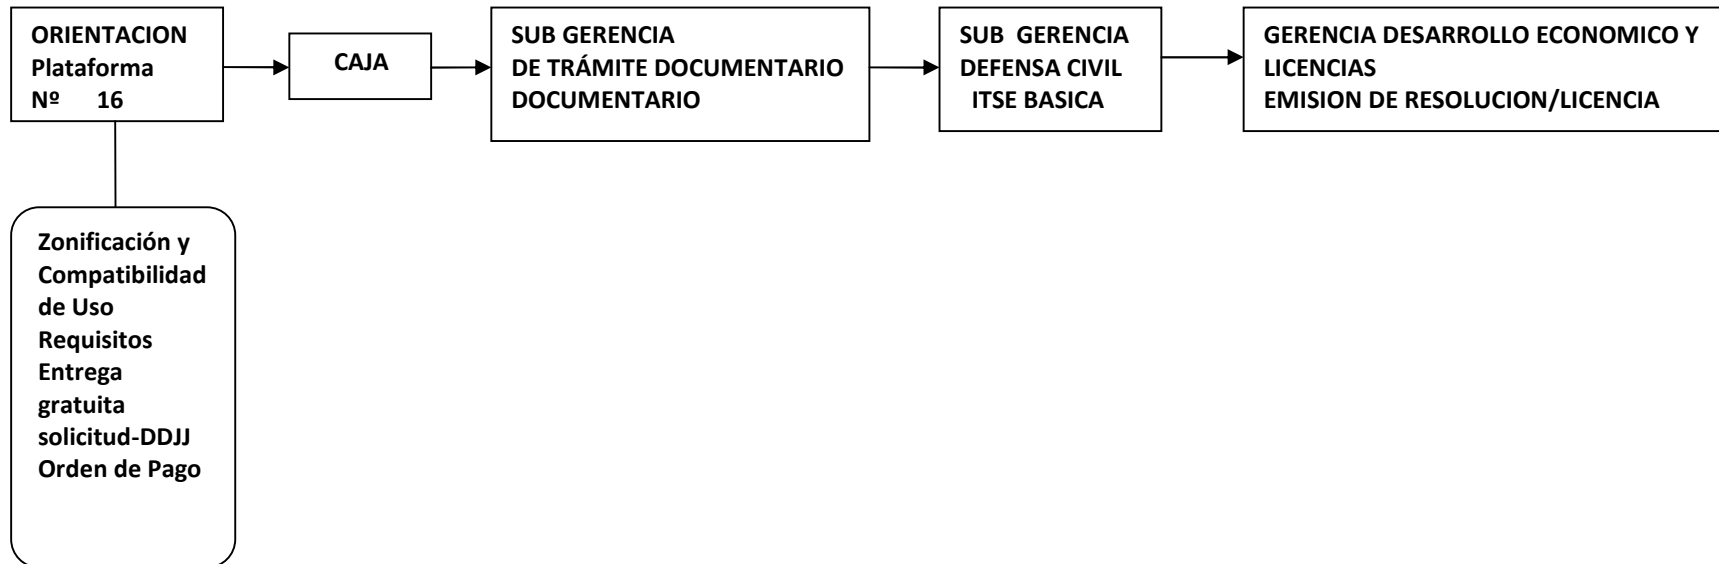 ORIENTACION
Plataforma
Nº 16
CAJA
SUB GERENCIA
DE TRÁMITE DOCUMENTARIO
DOCUMENTARIO
SUB GERENCIA
DEFENSA CIVIL
ITSE BASICA
GERENCIA DESARROLLO ECONOMICO Y
LICENCIAS
EMISION DE RESOLUCION/LICENCIA
Zonificación y
Compatibilidad
de Uso
Requisitos
Entrega
gratuita
solicitud-DDJJ
Orden de Pago